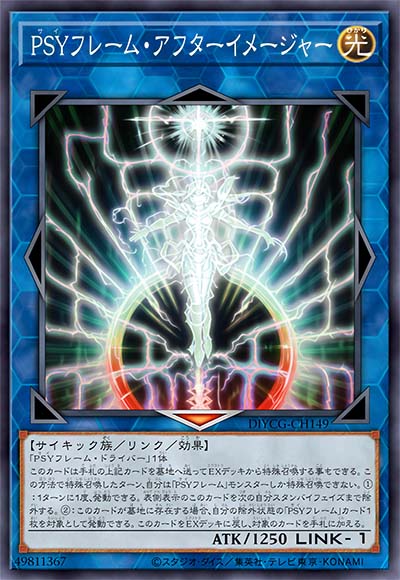 PSYフレーム・アフターイメージャー
光
DIYCG-CH149
【サイキック族／リンク／効果】
「PSYフレーム・ドライバー」1体
このカードは手札の上記カードを墓地へ送ってEXデッキから特殊召喚する事もできる。この
方法で特殊召喚したターン、自分は「PSYフレーム」モンスターしか特殊召喚できない。①
：1ターンに1度、発動できる。表側表示のこのカードを次の自分スタンバイフェイズまで除
外する。②：このカードが墓地に存在する場合、自分の除外状態の「PSYフレーム」カード1
枚を対象として発動できる。このカードをEXデッキに戻し、対象のカードを手札に加える。
ATK/1250 LINK-1
49811367
©スタジオ・ダイス／集英社・テレビ東京・KONAMI